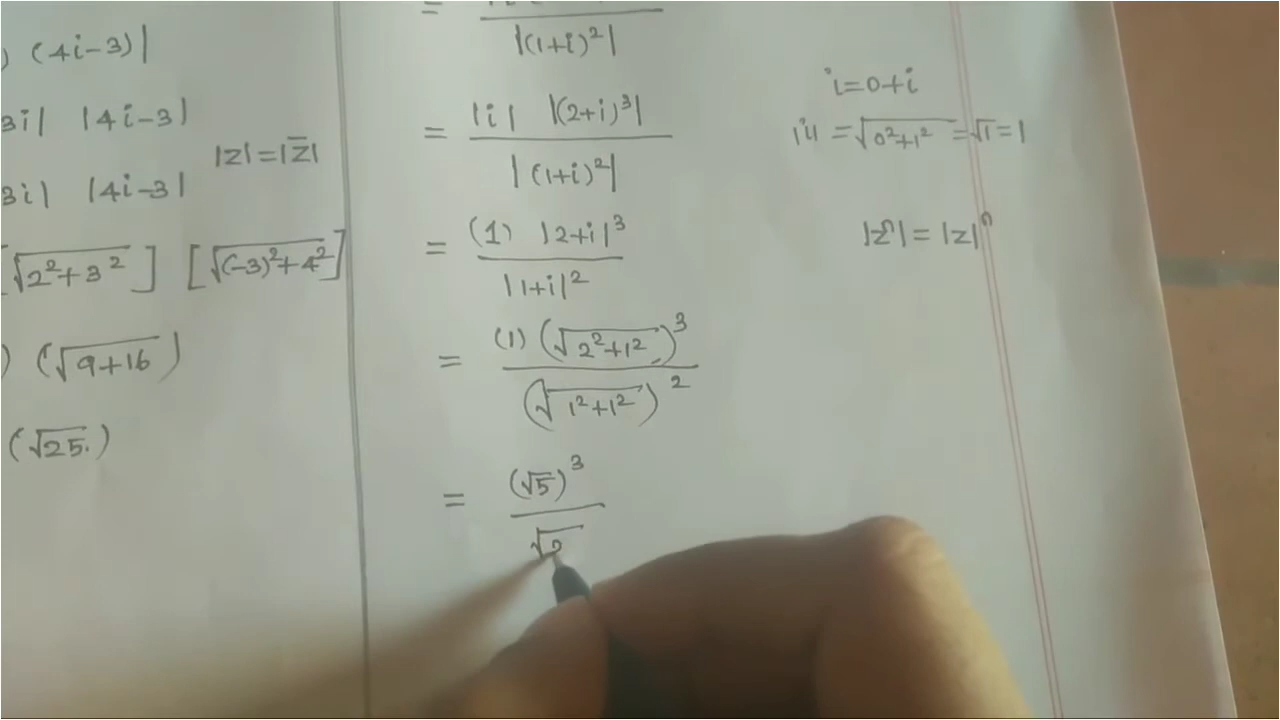 ) (4i-3)|
3i| |4i-3|
|z|=|z̅|
3i| |4i-3|
[√2²+3²] [√(-3)²+4²]
) (√9+16)
(√25.)
=
|(1+i)²|
= |i| |(2+i)³|
|(1+i)²|
= (1) |2+i|³
|1+i|²
= (1) (√2²+1²)³
(√1²+1²)²
= (√5)³
√2
i=0+i
|i| = √0²+1² = √1 = 1
|zⁿ| = |z|ⁿ